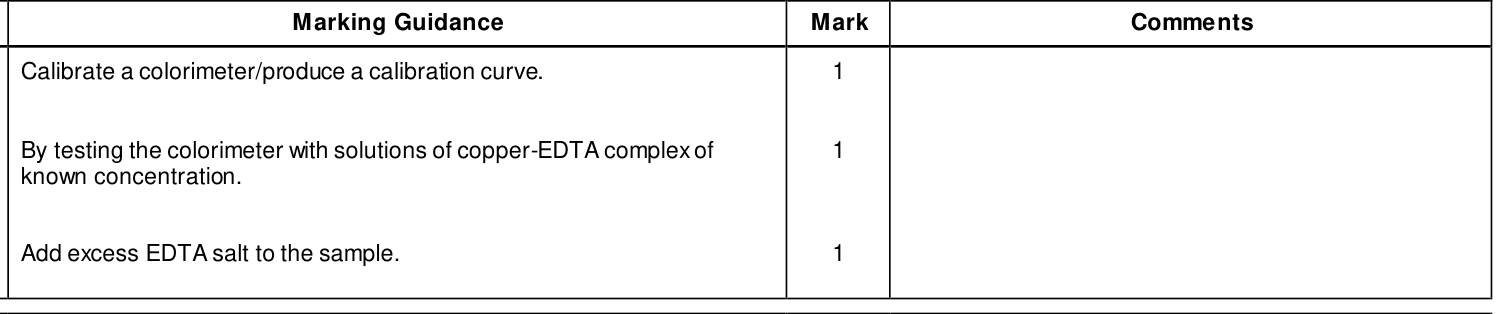 Marking Guidance Mark Comments
Calibrate a colorimeter/produce a calibration curve. 1
By testing the colorimeter with solutions of copper-EDTA complex of 1
known concentration.
Add excess EDTA salt to the sample. 1